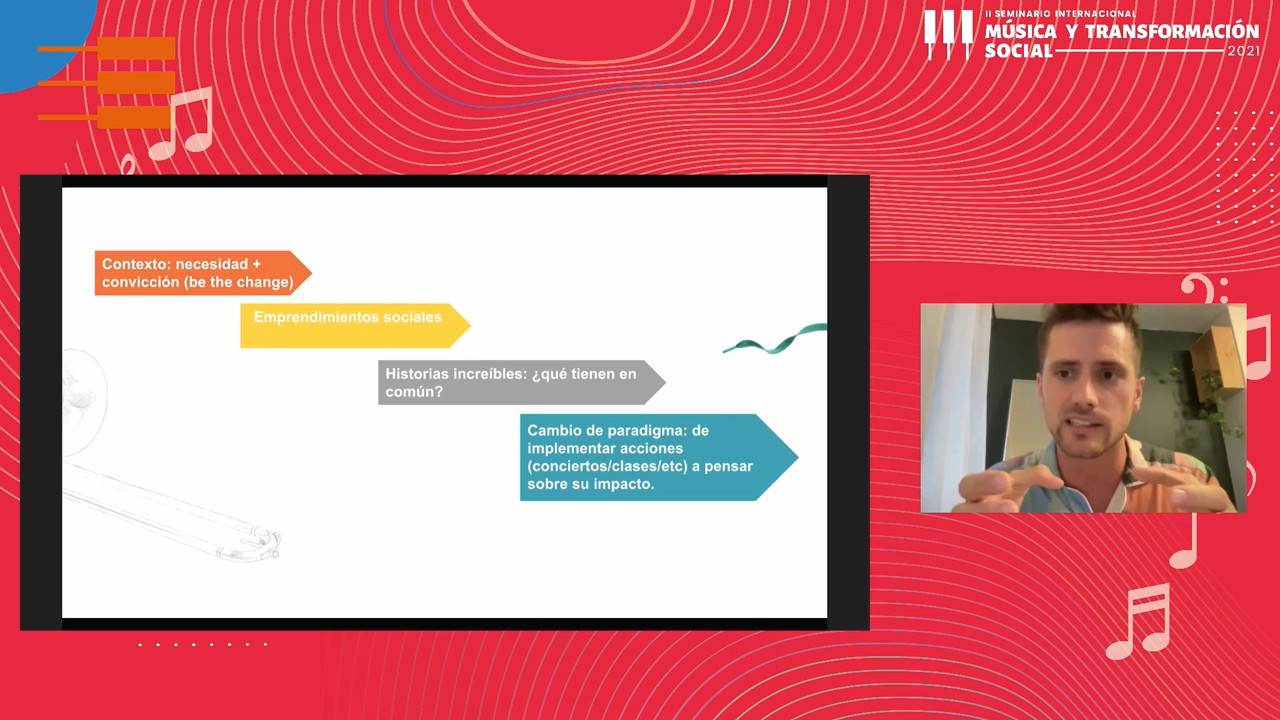 II SEMINARIO INTERNACIONAL
MÚSICA Y TRANSFORMACIÓN
SOCIAL
2021
Contexto: necesidad +
convicción (be the change)
Emprendimientos sociales
Historias increíbles: ¿qué tienen en
común?
Cambio de paradigma: de
implementar acciones
(conciertos/clases/etc) a pensar
sobre su impacto.